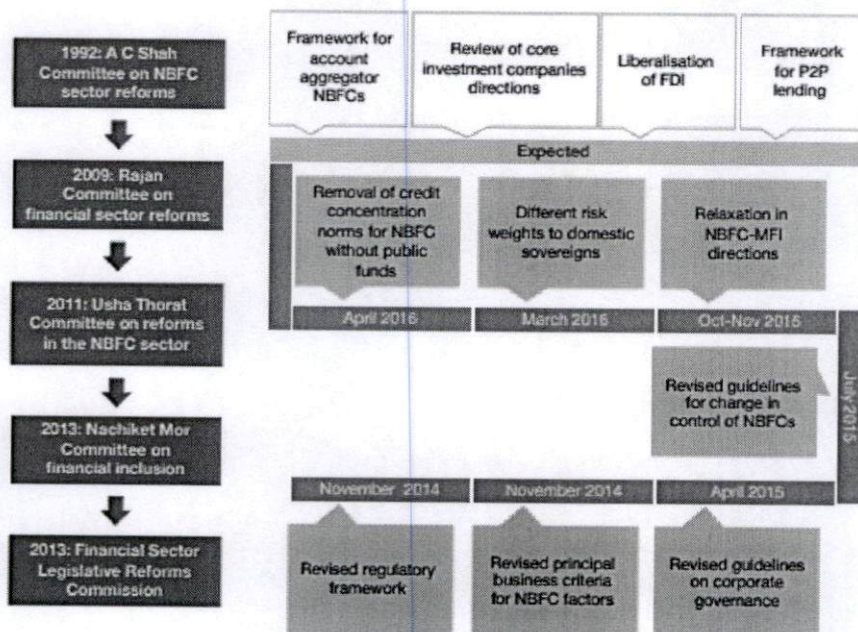 1992: A C Shah
Committee on NBFC
sector reforms
2009: Rajan
Committee on
financial sector reforms
2011: Usha Thorat
Committee on reforms
in the NBFC sector
2013: Nachiket Mor
Committee on
financial inclusion
2013: Financial Sector
Legislative Reforms
Commission
Framework for
account
aggregator
NBFCs
Review of core
investment companies
directions
Liberalisation
of FDI
Framework
for P2P
lending
Expected
Removal of credit
concentration
norms for NBFC
without public
funds
Different risk
weights to domestic
sovereigns
Relaxation in
NBFC-MFI
directions
April 2016
March 2016
Oct-Nov 2015
Revised guidelines
for change in
control of NBFCs
July 2015
November 2014
November 2014
April 2015
Revised regulatory
framework
Revised principal
business criteria
for NBFC factors
Revised guidelines
on corporate
governance